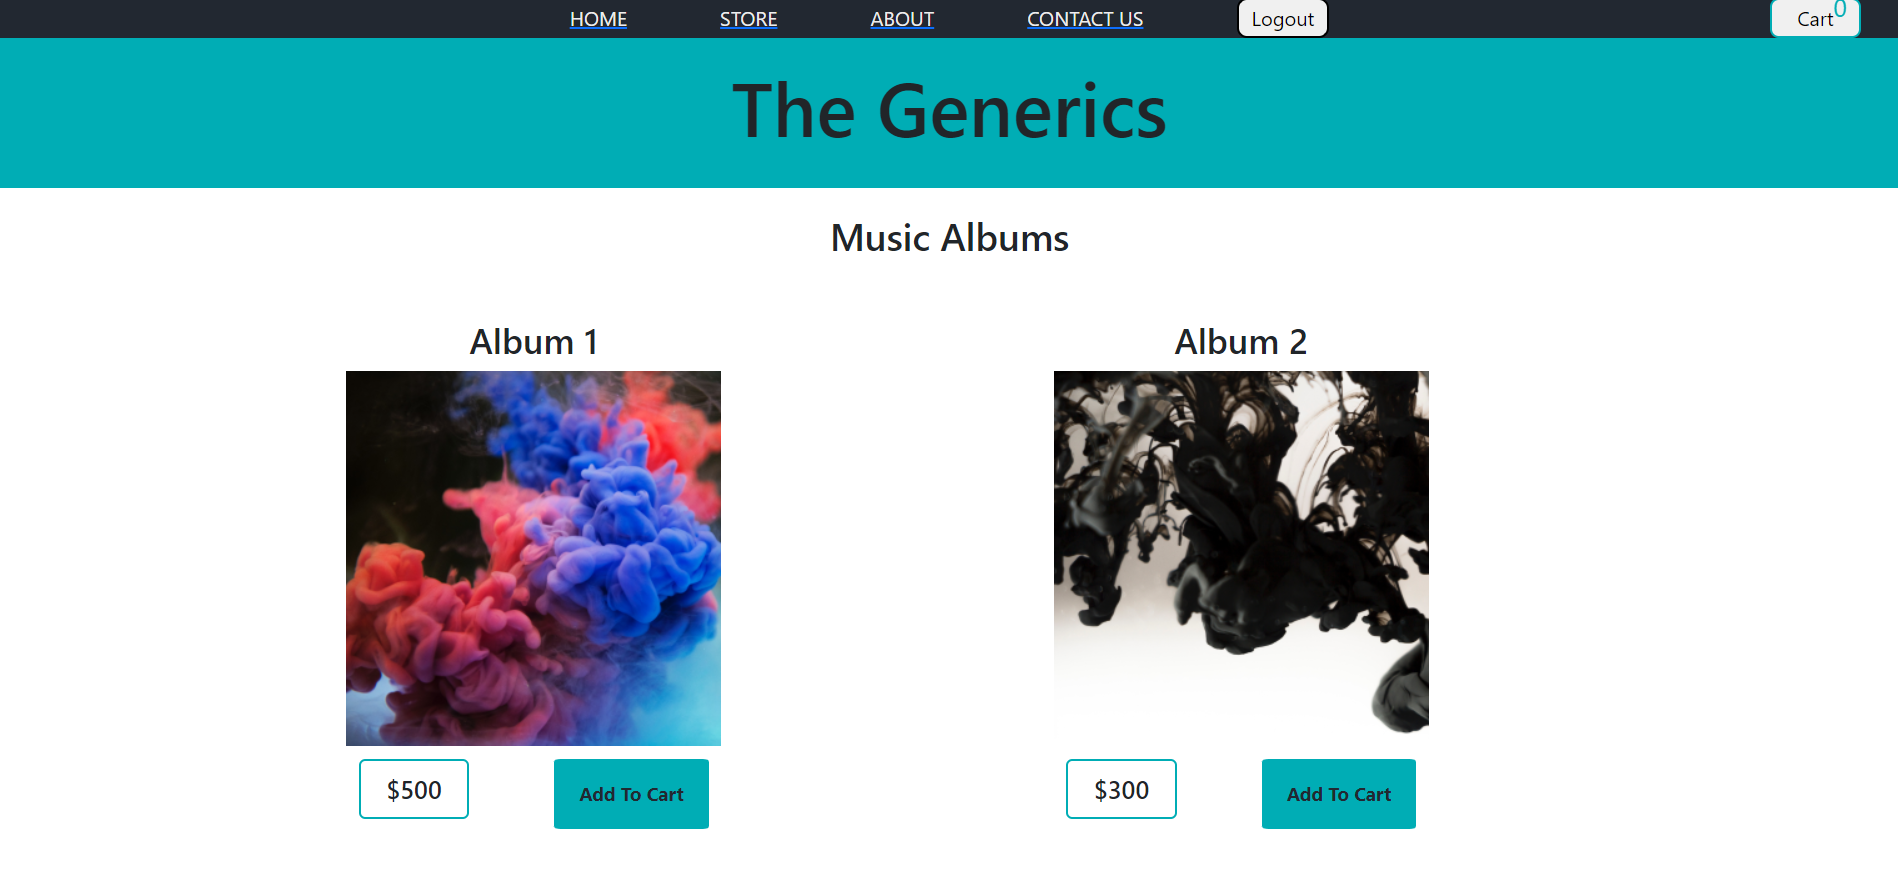 HOME STORE ABOUT CONTACT US Logout Cart 0
The Generics
Music Albums
Album 1 Album 2
$500 Add To Cart $300 Add To Cart